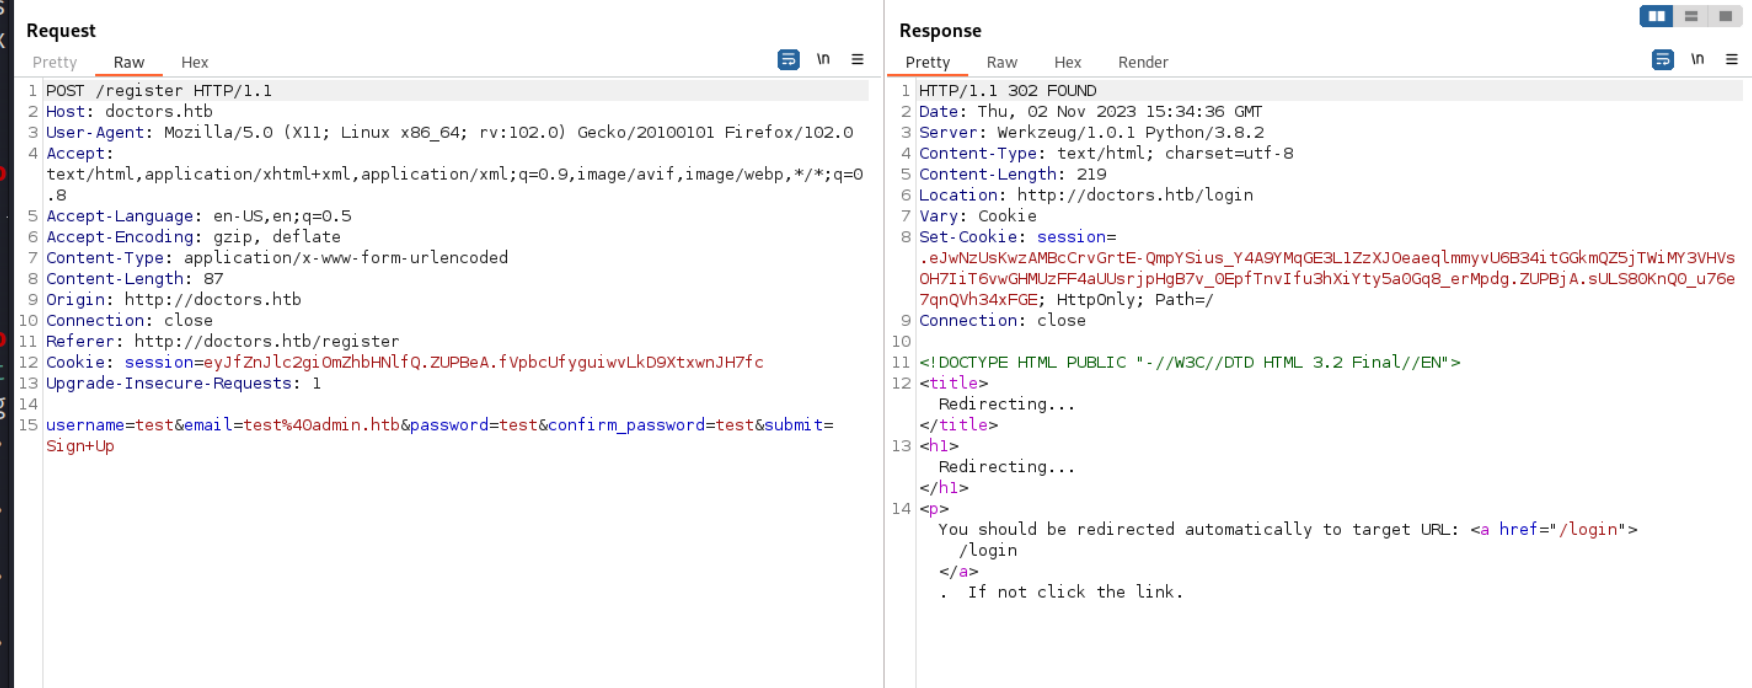 Request
Pretty Raw Hex \n
1 POST /register HTTP/1.1
2 Host: doctors.htb
3 User-Agent: Mozilla/5.0 (X11; Linux x86_64; rv:102.0) Gecko/20100101 Firefox/102.0
4 Accept:
text/html,application/xhtml+xml,application/xml;q=0.9,image/avif,image/webp,*/*;q=0
.8
5 Accept-Language: en-US,en;q=0.5
6 Accept-Encoding: gzip, deflate
7 Content-Type: application/x-www-form-urlencoded
8 Content-Length: 87
9 Origin: http://doctors.htb
10 Connection: close
11 Referer: http://doctors.htb/register
12 Cookie: session=eyJfZnJlc2giOmZhbHNlfQ.ZUPBeA.fVpbcUfyguiwvLkD9XtxwnJH7fc
13 Upgrade-Insecure-Requests: 1
14
15 username=test&email=test%40admin.htb&password=test&confirm_password=test&submit=
Sign+Up
Response
Pretty Raw Hex Render \n
1 HTTP/1.1 302 FOUND
2 Date: Thu, 02 Nov 2023 15:34:36 GMT
3 Server: Werkzeug/1.0.1 Python/3.8.2
4 Content-Type: text/html; charset=utf-8
5 Content-Length: 219
6 Location: http://doctors.htb/login
7 Vary: Cookie
8 Set-Cookie: session=
.eJwNzUsKwzAMBcCrvGrtE-QmpYSius_Y4A9YMqGE3L1ZzXJOeaeqlmmyvU6B34itGGkmQZ5jTWiMY3VHVs
OH7IiT6vwGHMUzFF4aUUsrjpHgB7v_0EpfTnvIfu3hXiYty5a0Gq8_erMpdg.ZUPBjA.sULS80KnQ0_u76e
7qnQVh34xFGE; HttpOnly; Path=/
9 Connection: close
10
11 <!DOCTYPE HTML PUBLIC "-//W3C//DTD HTML 3.2 Final//EN">
12 <title>
Redirecting...
</title>
13 <h1>
Redirecting...
</h1>
14 <p>
You should be redirected automatically to target URL: <a href="/login">
/login
</a>
. If not click the link.